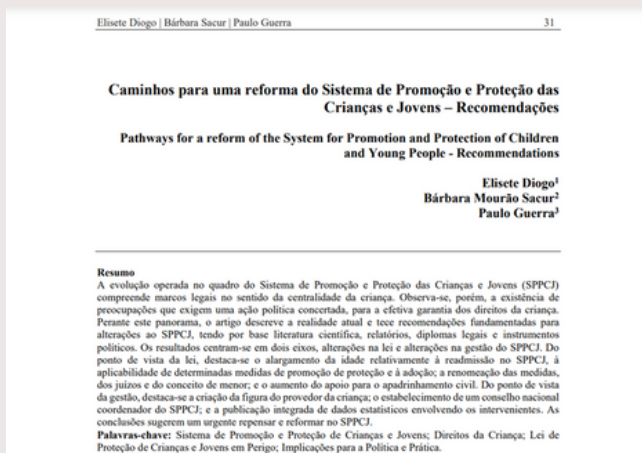 Elisete Diogo | Bárbara Sacur | Paulo Guerra 31
Caminhos para uma reforma do Sistema de Promoção e Proteção das
Crianças e Jovens – Recomendações
Pathways for a reform of the System for Promotion and Protection of Children
and Young People - Recommendations
Elisete Diogo¹
Bárbara Mourão Sacur²
Paulo Guerra³
Resumo
A evolução operada no quadro do Sistema de Promoção e Proteção das Crianças e Jovens (SPPCJ)
compreende marcos legais no sentido da centralidade da criança. Observa-se, porém, a existência de
preocupações que exigem uma ação política concertada, para a efetiva garantia dos direitos da criança.
Perante este panorama, o artigo descreve a realidade atual e tece recomendações fundamentadas para
alterações ao SPPCJ, tendo por base literatura científica, relatórios, diplomas legais e instrumentos
políticos. Os resultados centram-se em dois eixos, alterações na lei e alterações na gestão do SPPCJ. Do
ponto de vista da lei, destaca-se o alargamento da idade relativamente à readmissão no SPPCJ, à
aplicabilidade de determinadas medidas de promoção de proteção e à adoção; a renomeação das medidas,
dos juízos e do conceito de menor; e o aumento do apoio para o apadrinhamento civil. Do ponto de vista
da gestão, destaca-se a criação da figura do provedor da criança; o estabelecimento de um conselho nacional
coordenador do SPPCJ; e a publicação integrada de dados estatísticos envolvendo os intervenientes. As
conclusões sugerem um urgente repensar e reformar no SPPCJ.
Palavras-chave: Sistema de Promoção e Proteção de Crianças e Jovens; Direitos da Criança; Lei de
Proteção de Crianças e Jovens em Perigo; Implicações para a Política e Prática.